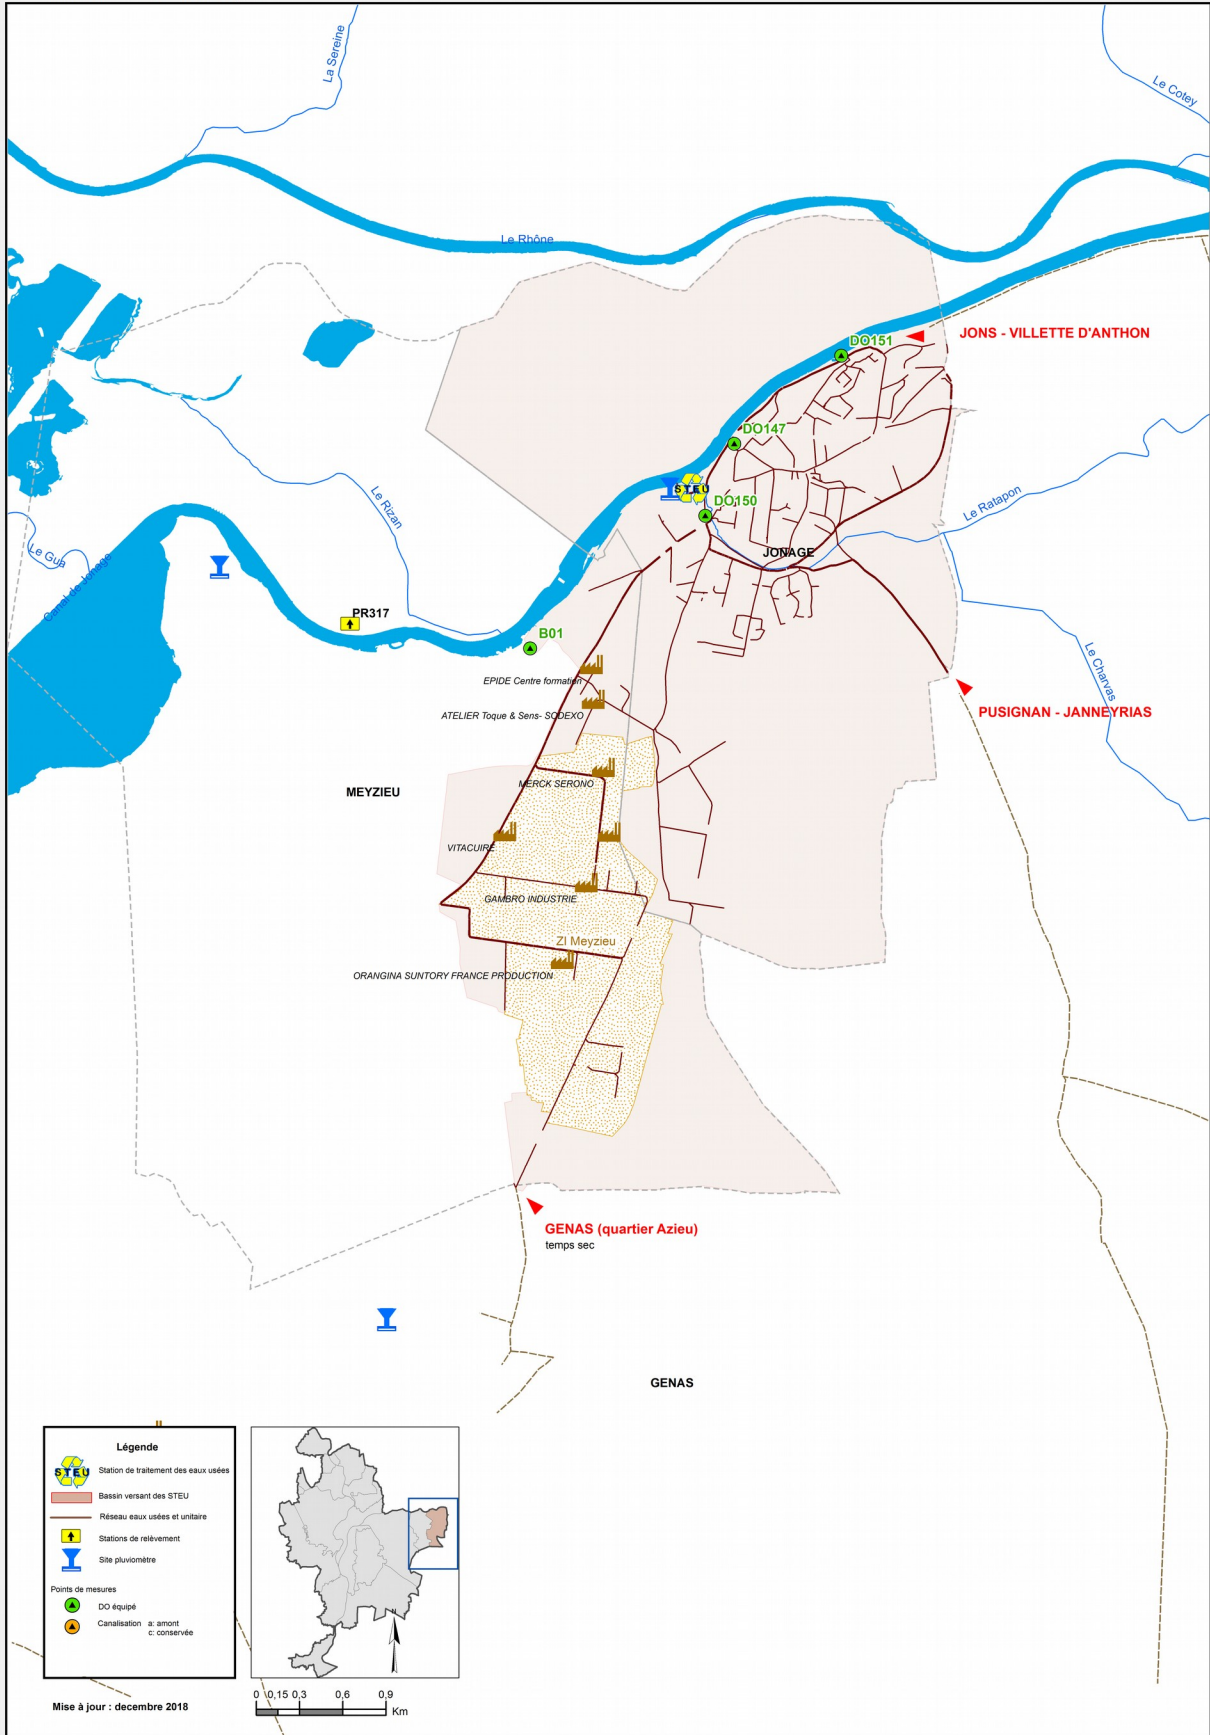 La Sereine
Le Cotey
Le Rhône
JONS - VILLETTE D'ANTHON
DO151
DO147
STEU
DO150
Le Ratapon
JONAGE
Le Rizan
Le Gua
Canal de Jonage
PR317
B01
Le Charvas
EPIDE Centre formation
ATELIER Toque & Sens- SODEXO
PUSIGNAN - JANNEYRIAS
MERCK SERONO
MEYZIEU
VITACUIRE
GAMBRO INDUSTRIE
ZI Meyzieu
ORANGINA SUNTORY FRANCE PRODUCTION
GENAS (quartier Azieu)
temps sec
GENAS
Légende
STEU
Station de traitement des eaux usées
Bassin versant des STEU
Réseau eaux usées et unitaire
Stations de relèvement
Site pluviomètre
Points de mesures
DO équipé
Canalisation a: amont
c: conservée
N
Mise à jour : decembre 2018
0 0,15 0,3 0,6 0,9
Km